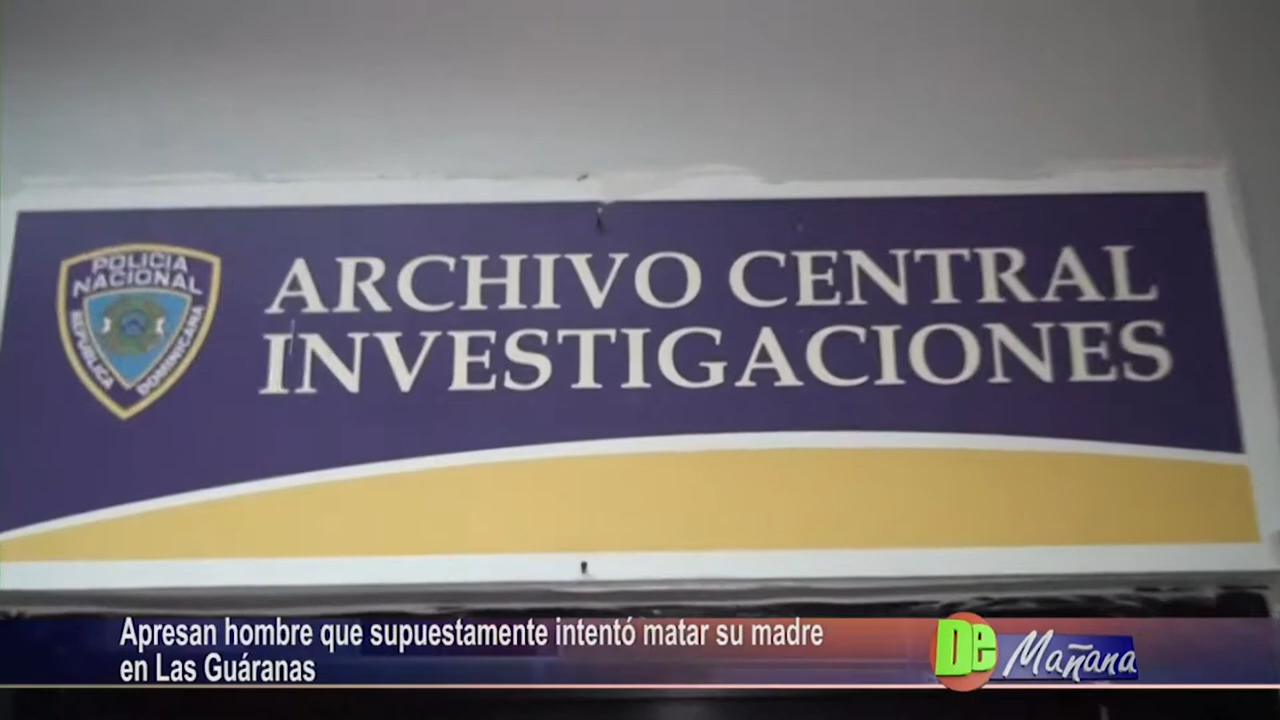 POLICIA
NACIONAL
REPUBLICA
DOMINICANA
ARCHIVO CENTRAL
INVESTIGACIONES
Apresan hombre que supuestamente intentó matar su madre
en Las Guáranas
De Mañana